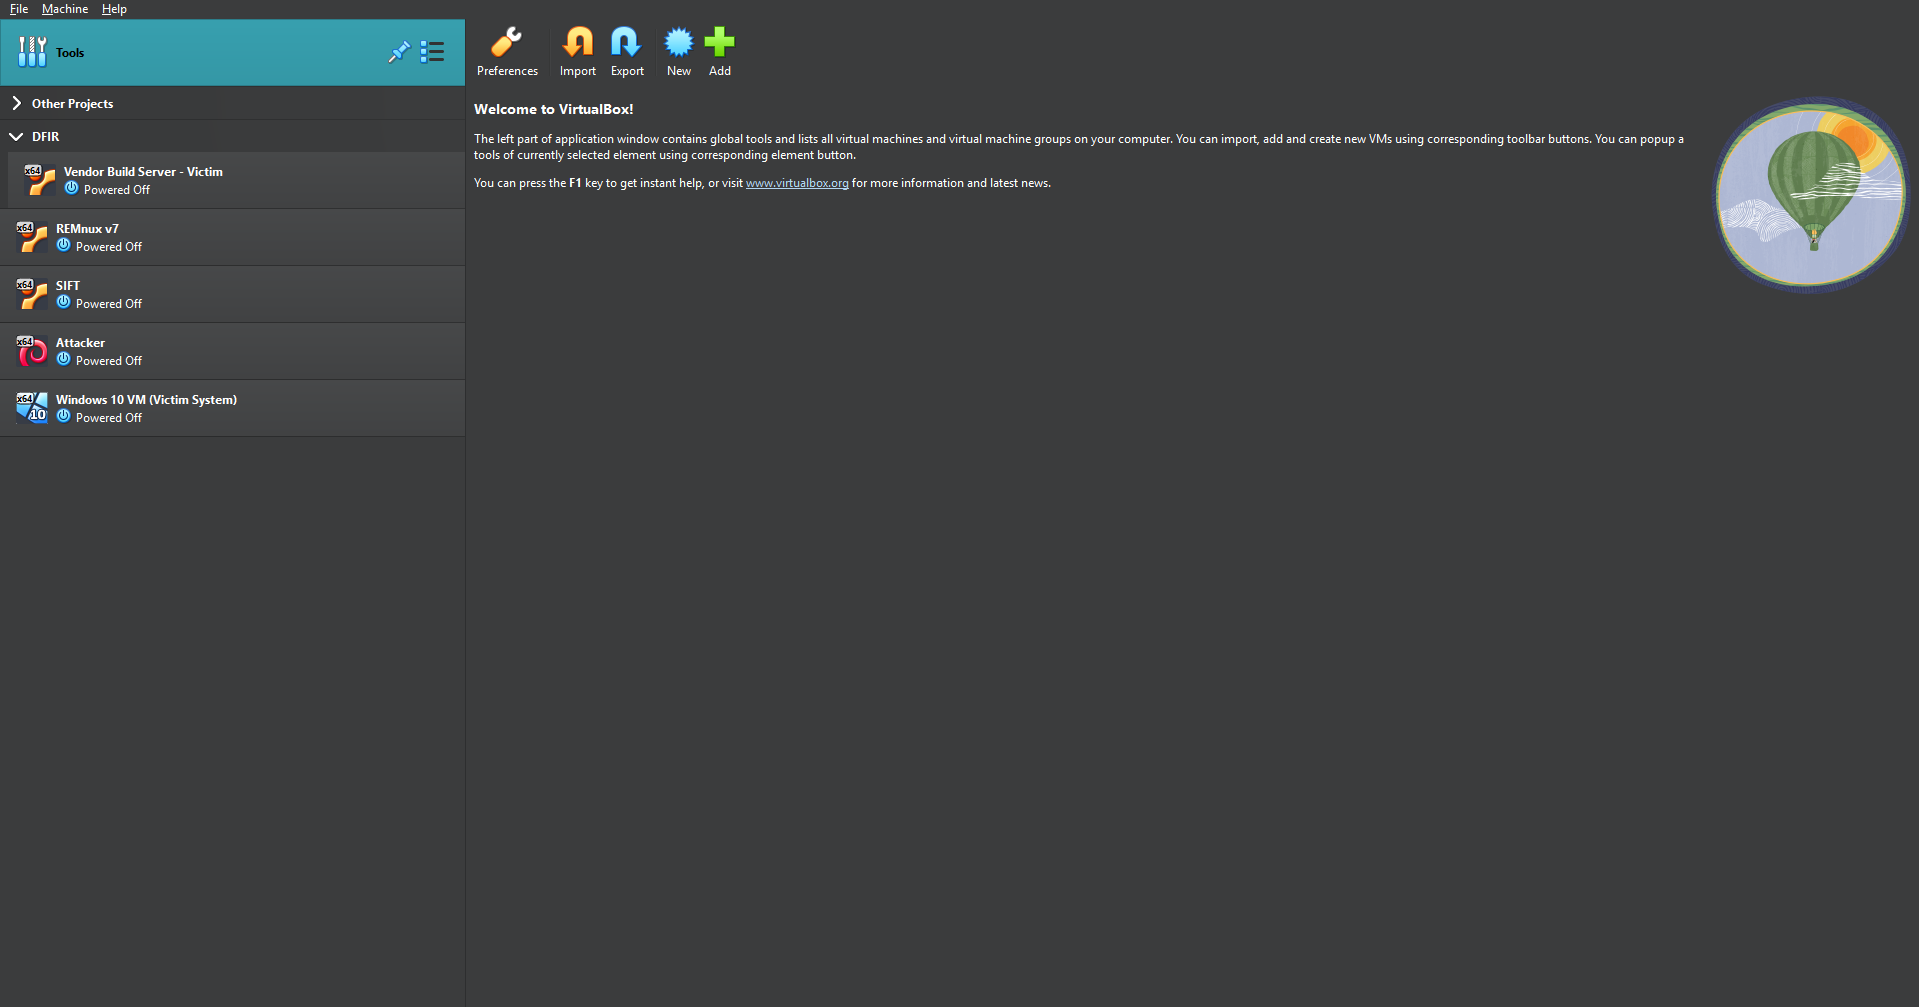 File Machine Help
Tools
Other Projects
DFIR
x64
Vendor Build Server - Victim
Powered Off
x64
REMnux v7
Powered Off
x64
SIFT
Powered Off
x64
Attacker
Powered Off
x64
10
Windows 10 VM (Victim System)
Powered Off
Preferences Import Export New Add
Welcome to VirtualBox!
The left part of application window contains global tools and lists all virtual machines and virtual machine groups on your computer. You can import, add and create new VMs using corresponding toolbar buttons. You can popup a
tools of currently selected element using corresponding element button.
You can press the F1 key to get instant help, or visit www.virtualbox.org for more information and latest news.